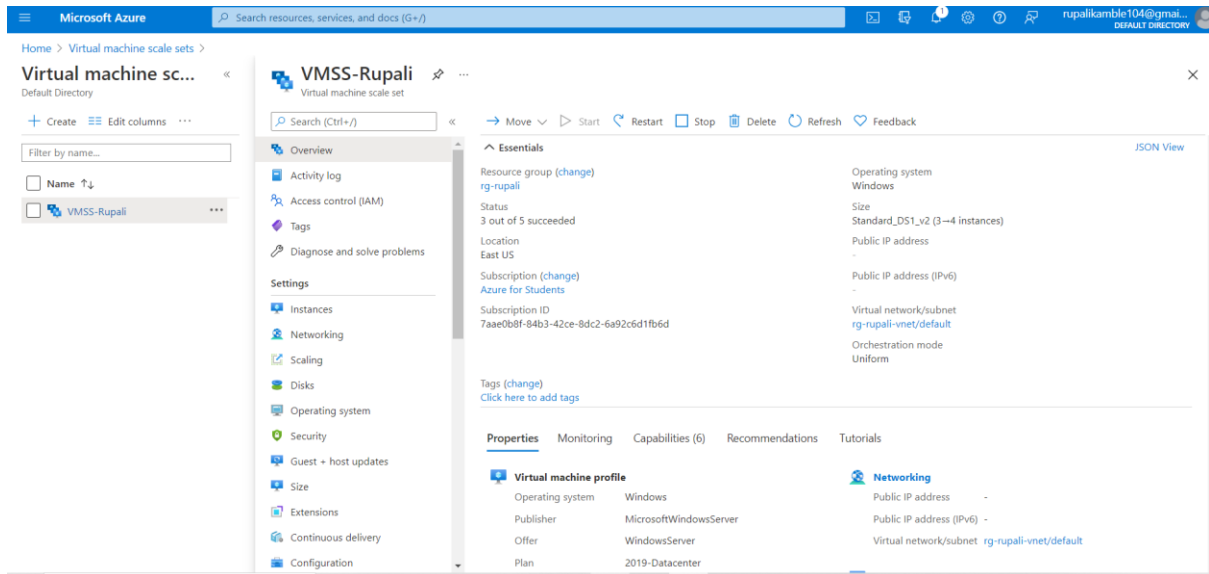 Microsoft Azure
Search resources, services, and docs (G+/)
1
rupalikamble104@gmai...
DEFAULT DIRECTORY
Home > Virtual machine scale sets >
Virtual machine sc... «
Default Directory
+ Create Edit columns ...
Filter by name...
Name ↑↓
VMSS-Rupali ...
VMSS-Rupali ...
Virtual machine scale set
Search (Ctrl+/) «
Overview
Activity log
Access control (IAM)
Tags
Diagnose and solve problems
Settings
Instances
Networking
Scaling
Disks
Operating system
Security
Guest + host updates
Size
Extensions
Continuous delivery
Configuration
Move Start Restart Stop Delete Refresh Feedback
Essentials
JSON View
Resource group (change)
rg-rupali
Status
3 out of 5 succeeded
Location
East US
Subscription (change)
Azure for Students
Subscription ID
7aae0b8f-84b3-42ce-8dc2-6a92c6d1fb6d
Operating system
Windows
Size
Standard_DS1_v2 (3→4 instances)
Public IP address
-
Public IP address (IPv6)
-
Virtual network/subnet
rg-rupali-vnet/default
Orchestration mode
Uniform
Tags (change)
Click here to add tags
Properties Monitoring Capabilities (6) Recommendations Tutorials
Virtual machine profile
Operating system Windows
Publisher MicrosoftWindowsServer
Offer WindowsServer
Plan 2019-Datacenter
Networking
Public IP address -
Public IP address (IPv6) -
Virtual network/subnet rg-rupali-vnet/default